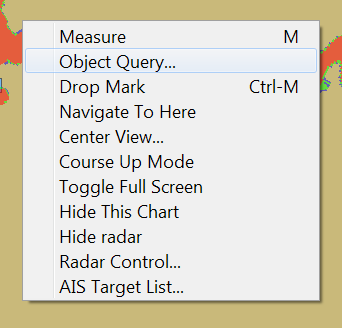 Measure M
Object Query...
Drop Mark Ctrl-M
Navigate To Here
Center View...
Course Up Mode
Toggle Full Screen
Hide This Chart
Hide radar
Radar Control...
AIS Target List...